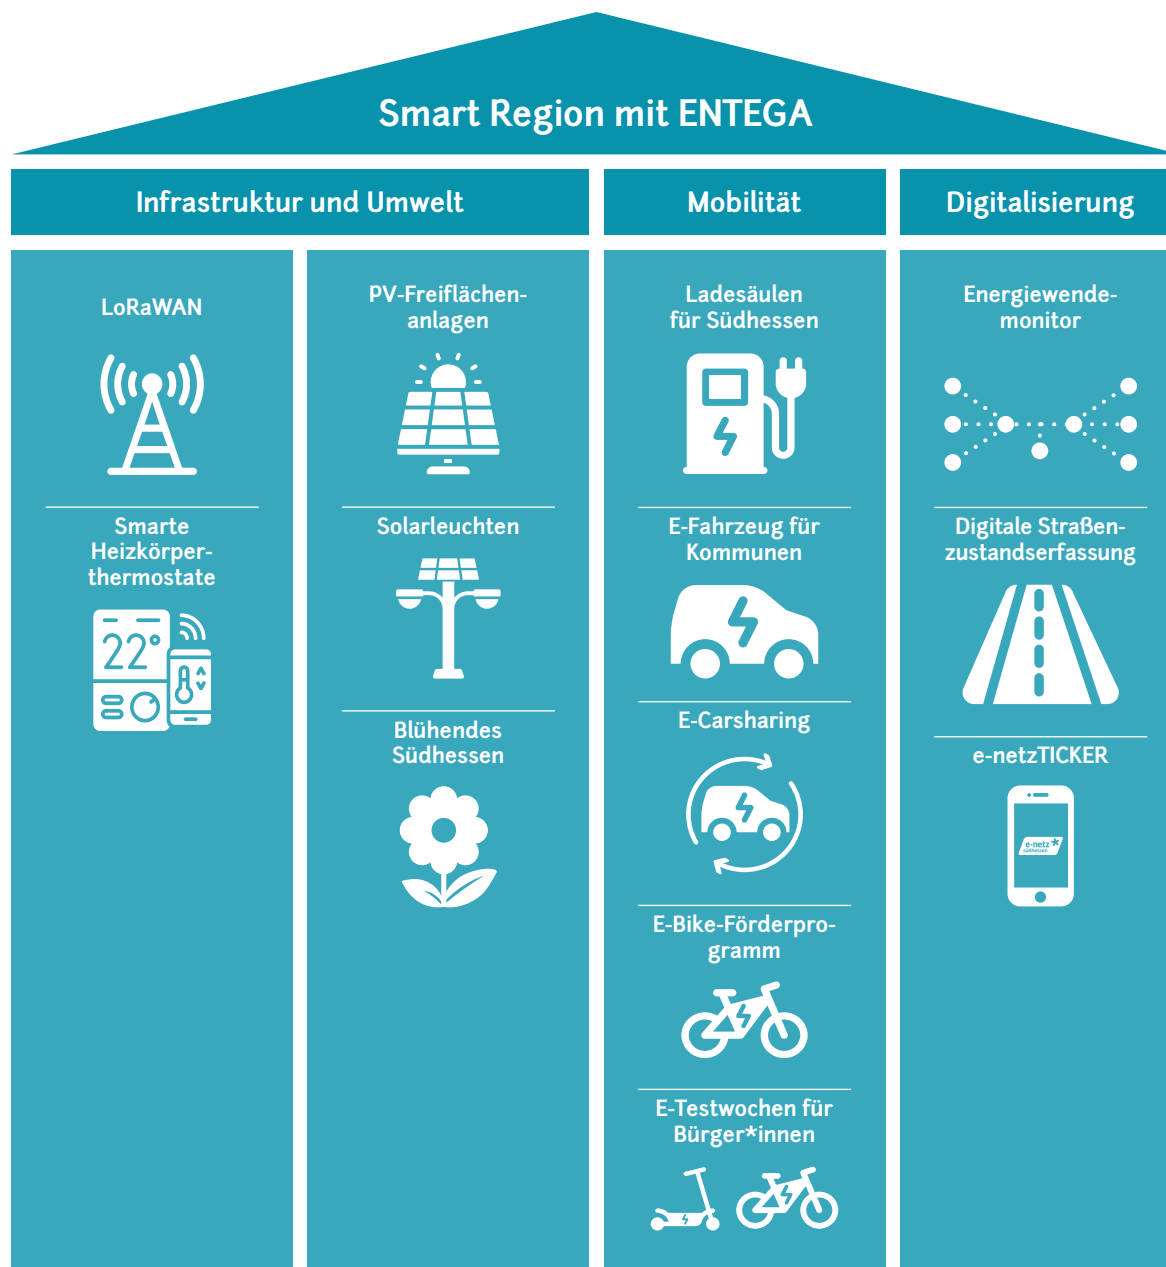 Smart Region mit ENTEGA
Infrastruktur und Umwelt
Mobilität
Digitalisierung
LoRaWAN
Smarte
Heizkörper-
thermostate
22°
PV-Freiflächen-
anlagen
Solarleuchten
Blühendes
Südhessen
Ladesäulen
für Südhessen
E-Fahrzeug für
Kommunen
E-Carsharing
E-Bike-Förderpro-
gramm
E-Testwochen für
Bürger*innen
Energiewende-
monitor
Digitale Straßen-
zustandserfassung
e-netzTICKER
e-netz*
südhessen